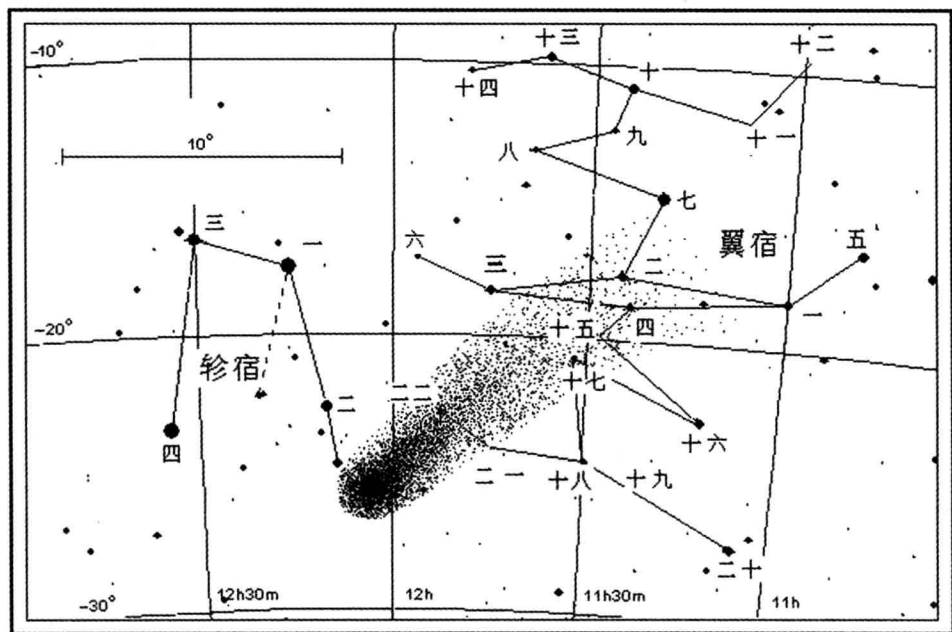 十三
十二
-10°
十四
十
十一
九
八
10°
七
三
一
六
翼宿
五
三
二
一
-20°
十五
四
轮宿
二二
十七
二
四
十六
二一
十八
十九
二十
12h30m
12h
11h30m
11h
-30°